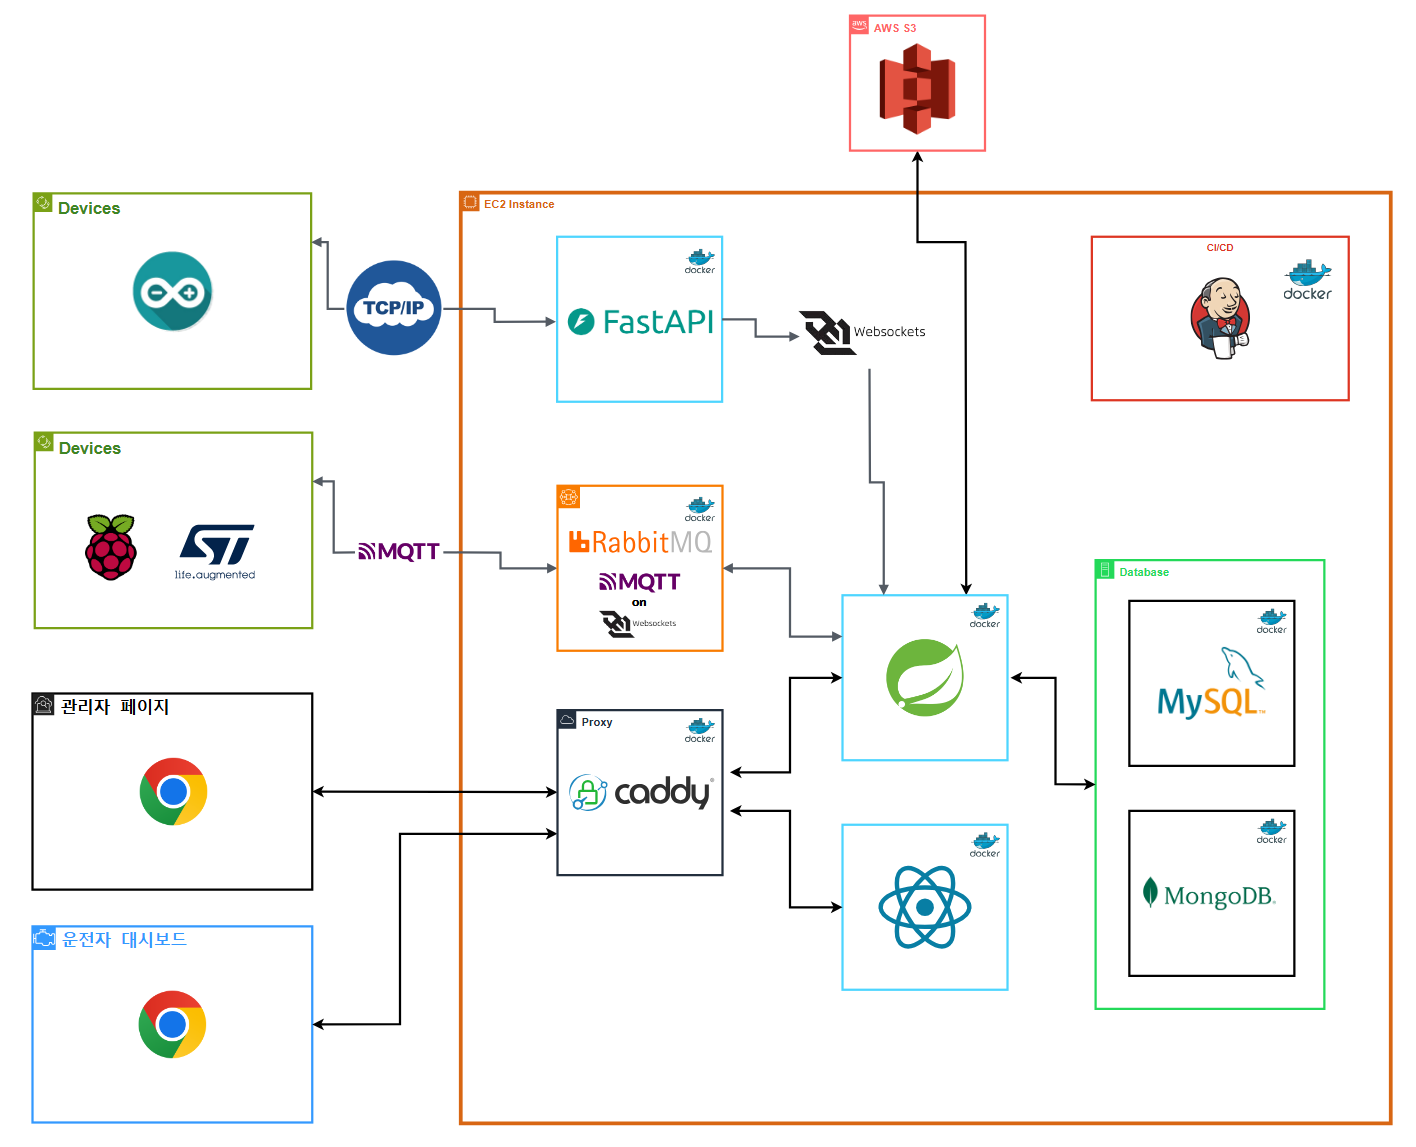 aws
AWS S3
Devices
EC2 Instance
docker
CI/CD
docker
TCP/IP
FastAPI
Websockets
Devices
life.augmented
MQTT
docker
RabbitMQ
MQTT
on
Websockets
docker
Database
docker
MySQL™
관리자 페이지
Proxy
docker
caddy®
docker
docker
MongoDB®
운전자 대시보드